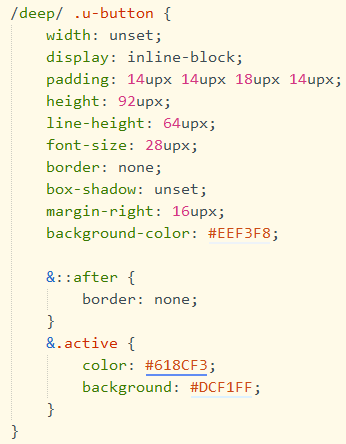 /deep/ .u-button {
    width: unset;
    display: inline-block;
    padding: 14upx 14upx 18upx 14upx;
    height: 92upx;
    line-height: 64upx;
    font-size: 28upx;
    border: none;
    box-shadow: unset;
    margin-right: 16upx;
    background-color: #EEF3F8;

    &::after {
        border: none;
    }
    &.active {
        color: #618CF3;
        background: #DCF1FF;
    }
}